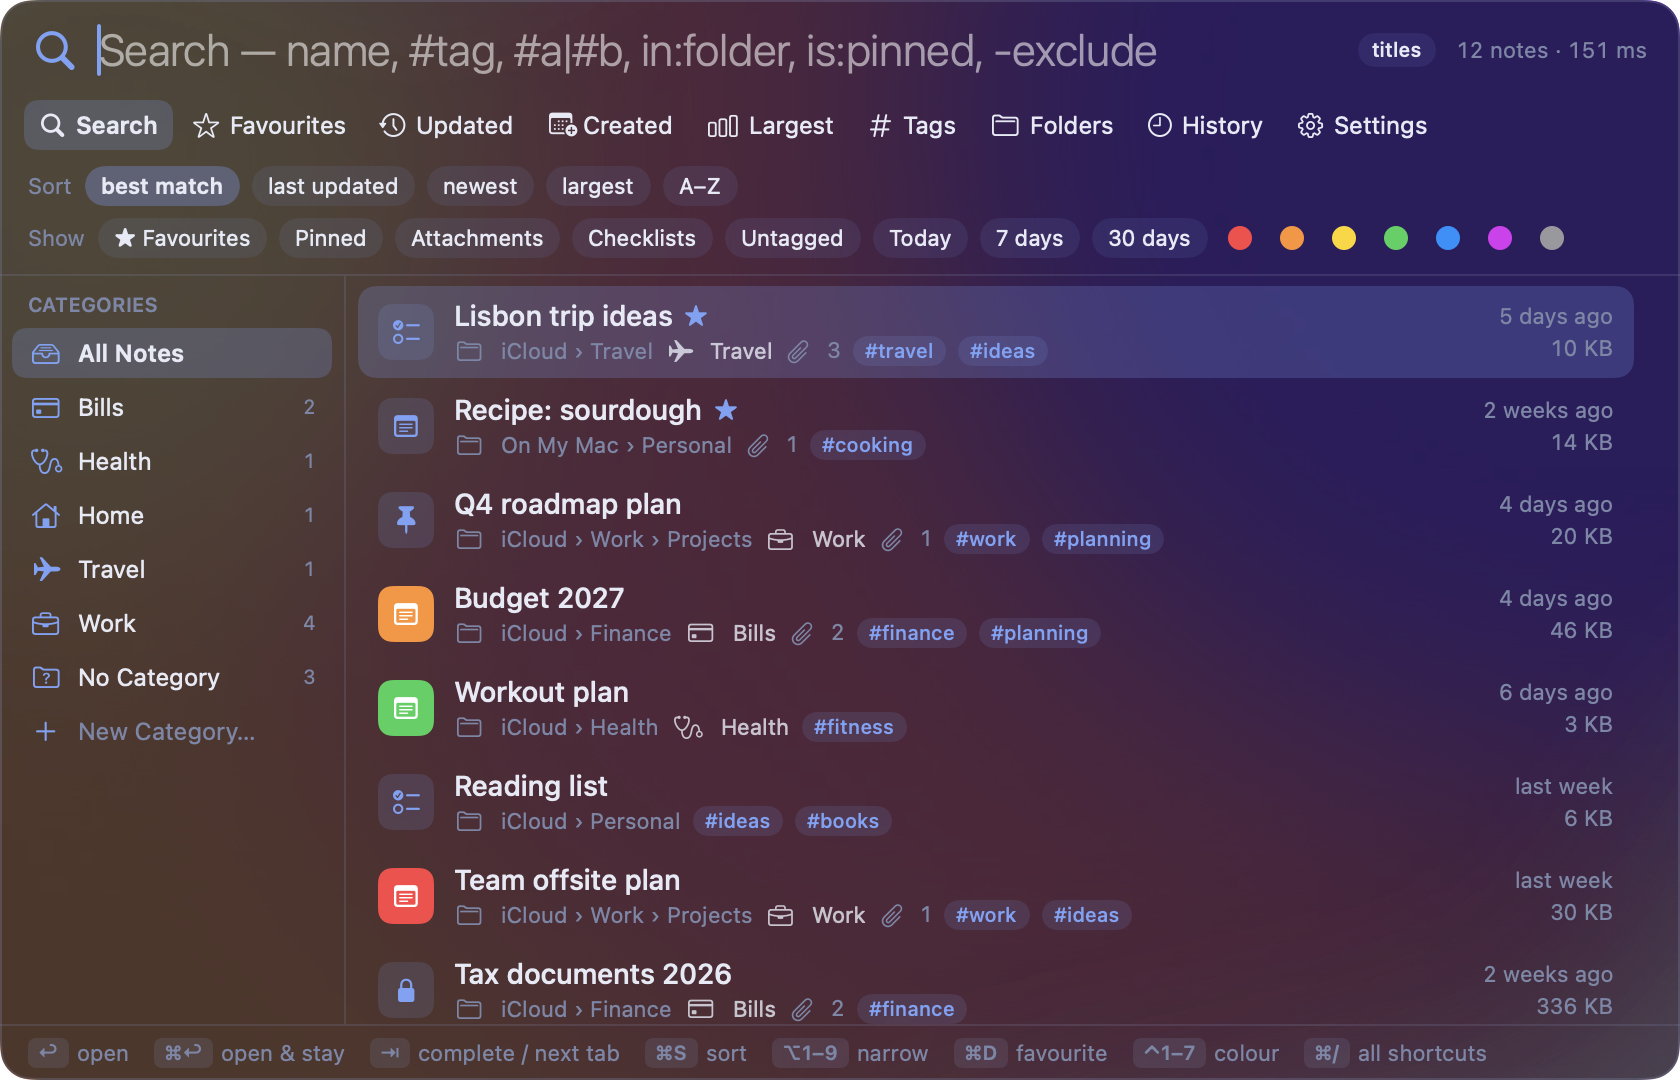 Search — name, #tag, #a|#b, in:folder, is:pinned, -exclude titles 12 notes · 151 ms
Search Favourites Updated Created Largest # Tags Folders History Settings
Sort best match last updated newest largest A–Z
Show ★ Favourites Pinned Attachments Checklists Untagged Today 7 days 30 days
CATEGORIES
All Notes
Bills 2
Health 1
Home 1
Travel 1
Work 4
No Category 3
+ New Category...
Lisbon trip ideas ★ 5 days ago
iCloud › Travel Travel 3 #travel #ideas 10 KB
Recipe: sourdough ★ 2 weeks ago
On My Mac › Personal 1 #cooking 14 KB
Q4 roadmap plan 4 days ago
iCloud › Work › Projects Work 1 #work #planning 20 KB
Budget 2027 4 days ago
iCloud › Finance Bills 2 #finance #planning 46 KB
Workout plan 6 days ago
iCloud › Health Health #fitness 3 KB
Reading list last week
iCloud › Personal #ideas #books 6 KB
Team offsite plan last week
iCloud › Work › Projects Work 1 #work #ideas 30 KB
Tax documents 2026 2 weeks ago
iCloud › Finance Bills 2 #finance 336 KB
↩ open ⌘↩ open & stay ⇥ complete / next tab ⌘S sort ⌥1–9 narrow ⌘D favourite ^1–7 colour ⌘/ all shortcuts